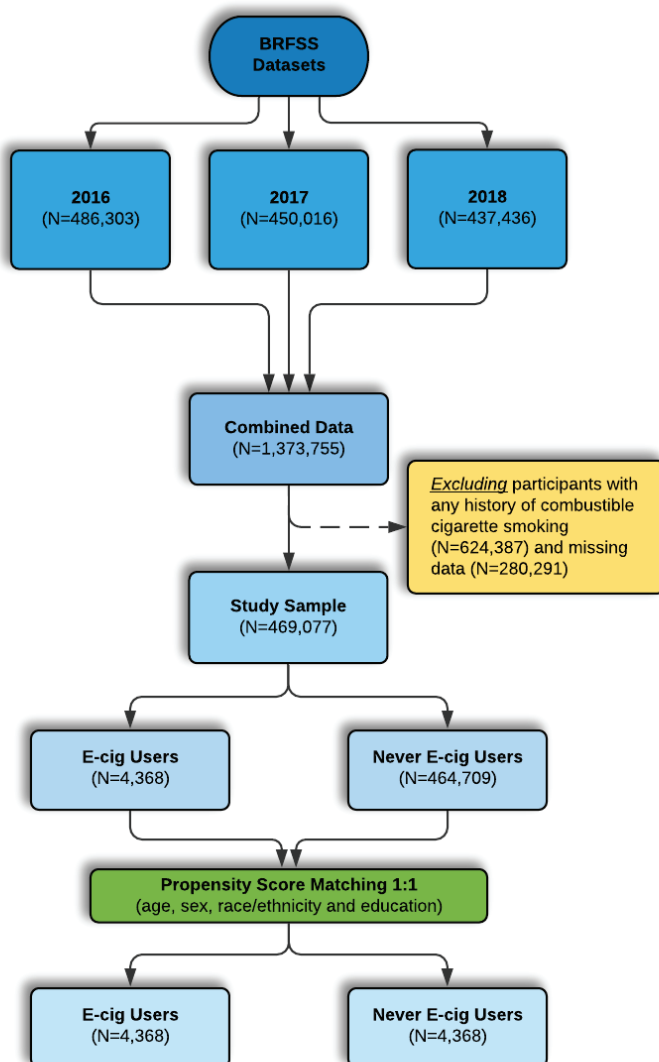 BRFSS
Datasets
2016
(N=486,303)
2017
(N=450,016)
2018
(N=437,436)
Combined Data
(N=1,373,755)
Excluding participants with
any history of combustible
cigarette smoking
(N=624,387) and missing
data (N=280,291)
Study Sample
(N=469,077)
E-cig Users
(N=4,368)
Never E-cig Users
(N=464,709)
Propensity Score Matching 1:1
(age, sex, race/ethnicity and education)
E-cig Users
(N=4,368)
Never E-cig Users
(N=4,368)